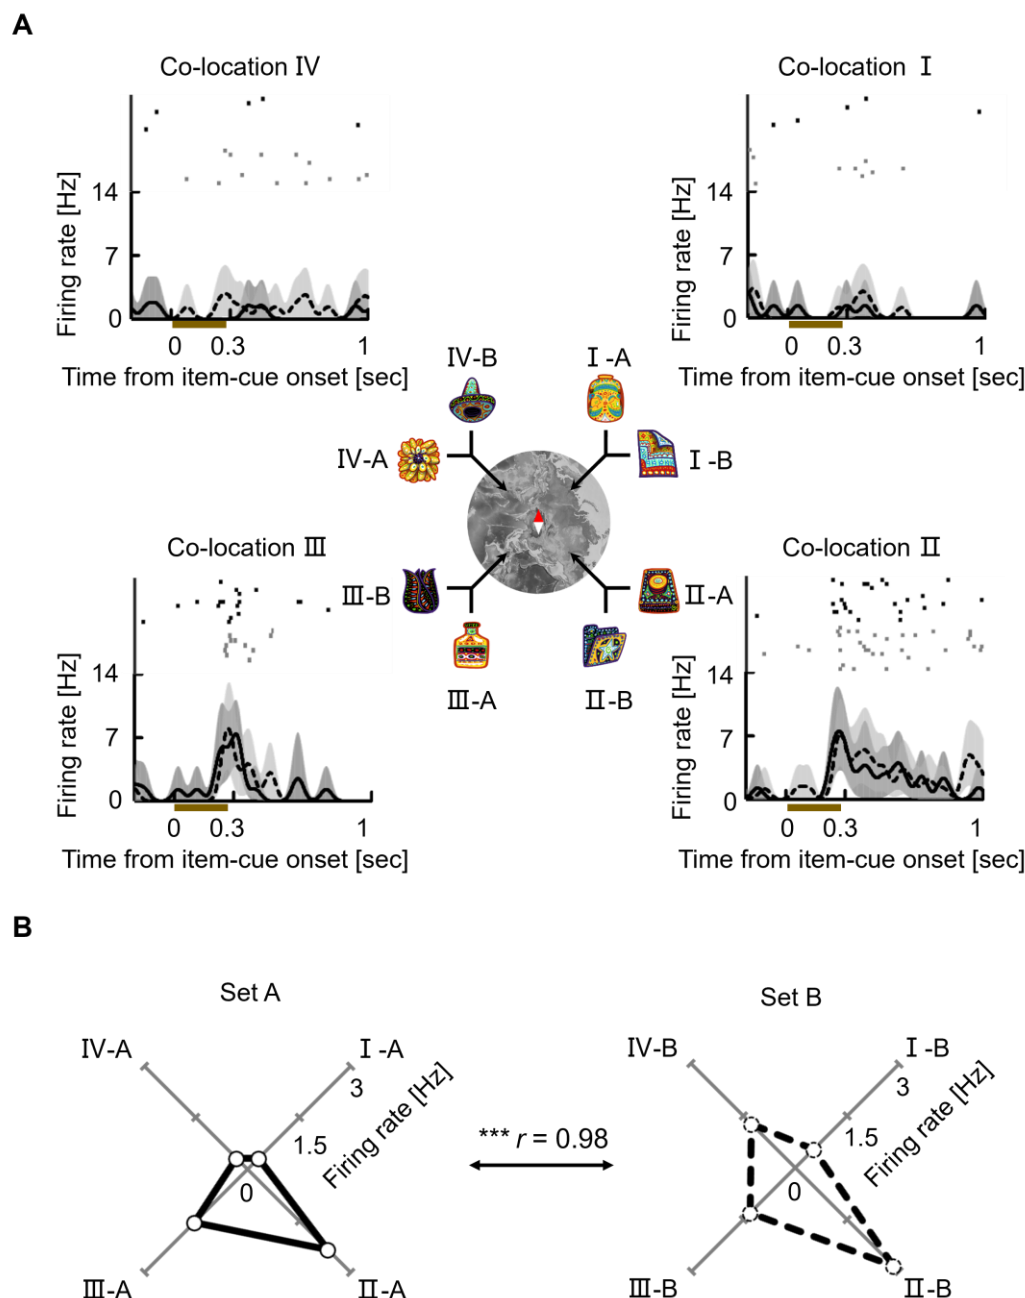 A
Co-location Ⅳ
Firing rate [Hz]
14
7
0
0 0.3 1
Time from item-cue onset [sec]
Co-location Ⅰ
Firing rate [Hz]
14
7
0
0 0.3 1
Time from item-cue onset [sec]
Ⅳ-B
Ⅰ-A
Ⅳ-A
Ⅰ-B
Ⅲ-B
Ⅱ-A
Ⅲ-A
Ⅱ-B
Co-location Ⅲ
Firing rate [Hz]
14
7
0
0 0.3 1
Time from item-cue onset [sec]
Co-location Ⅱ
Firing rate [Hz]
14
7
0
0 0.3 1
Time from item-cue onset [sec]
B
Set A
Ⅳ-A
Ⅰ-A
3
1.5
0
Firing rate [Hz]
Ⅲ-A
Ⅱ-A
*** r = 0.98
Set B
Ⅳ-B
Ⅰ-B
3
1.5
0
Firing rate [Hz]
Ⅲ-B
Ⅱ-B